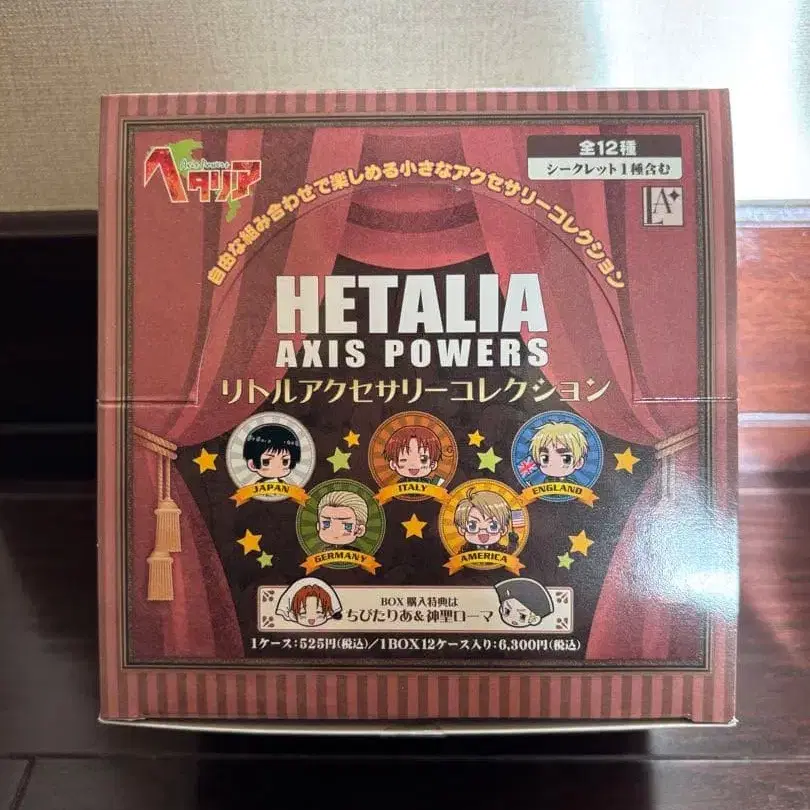 Axis powers
ヘタリア
全12種
シークレット1種含む
LA
自由な組み合わせで楽しめる小さなアクセサリーコレクション
HETALIA
AXIS POWERS
リトルアクセサリーコレクション
JAPAN
ITALY
ENGLAND
GERMANY
AMERICA
BOX 購入特典は
ちびたりあ&神聖ローマ
1ケース:525円(税込)/1BOX12ケース入り:6,300円(税込)